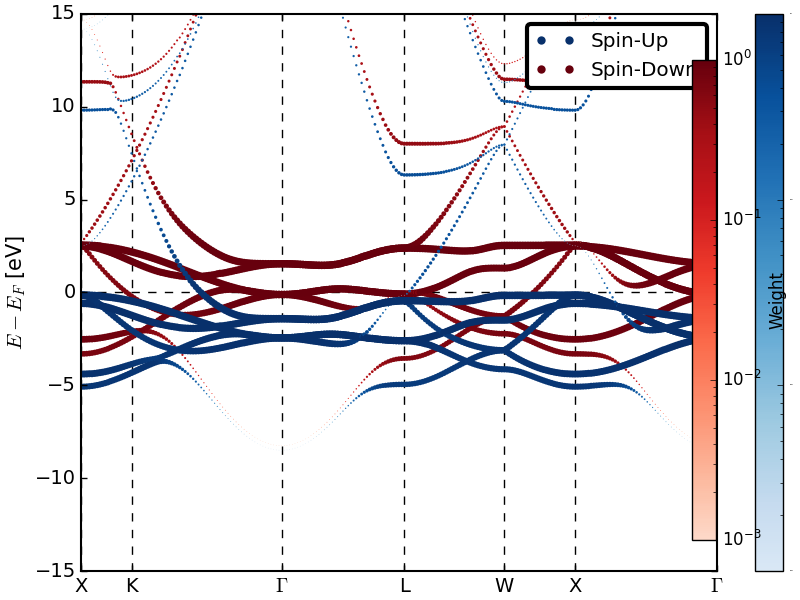 15
10
5
0
−5
−10
−15
E − E_F [eV]
X K Γ L W X Γ
Spin-Up
Spin-Down
10^0
10^−1
10^−2
10^−3
Weight